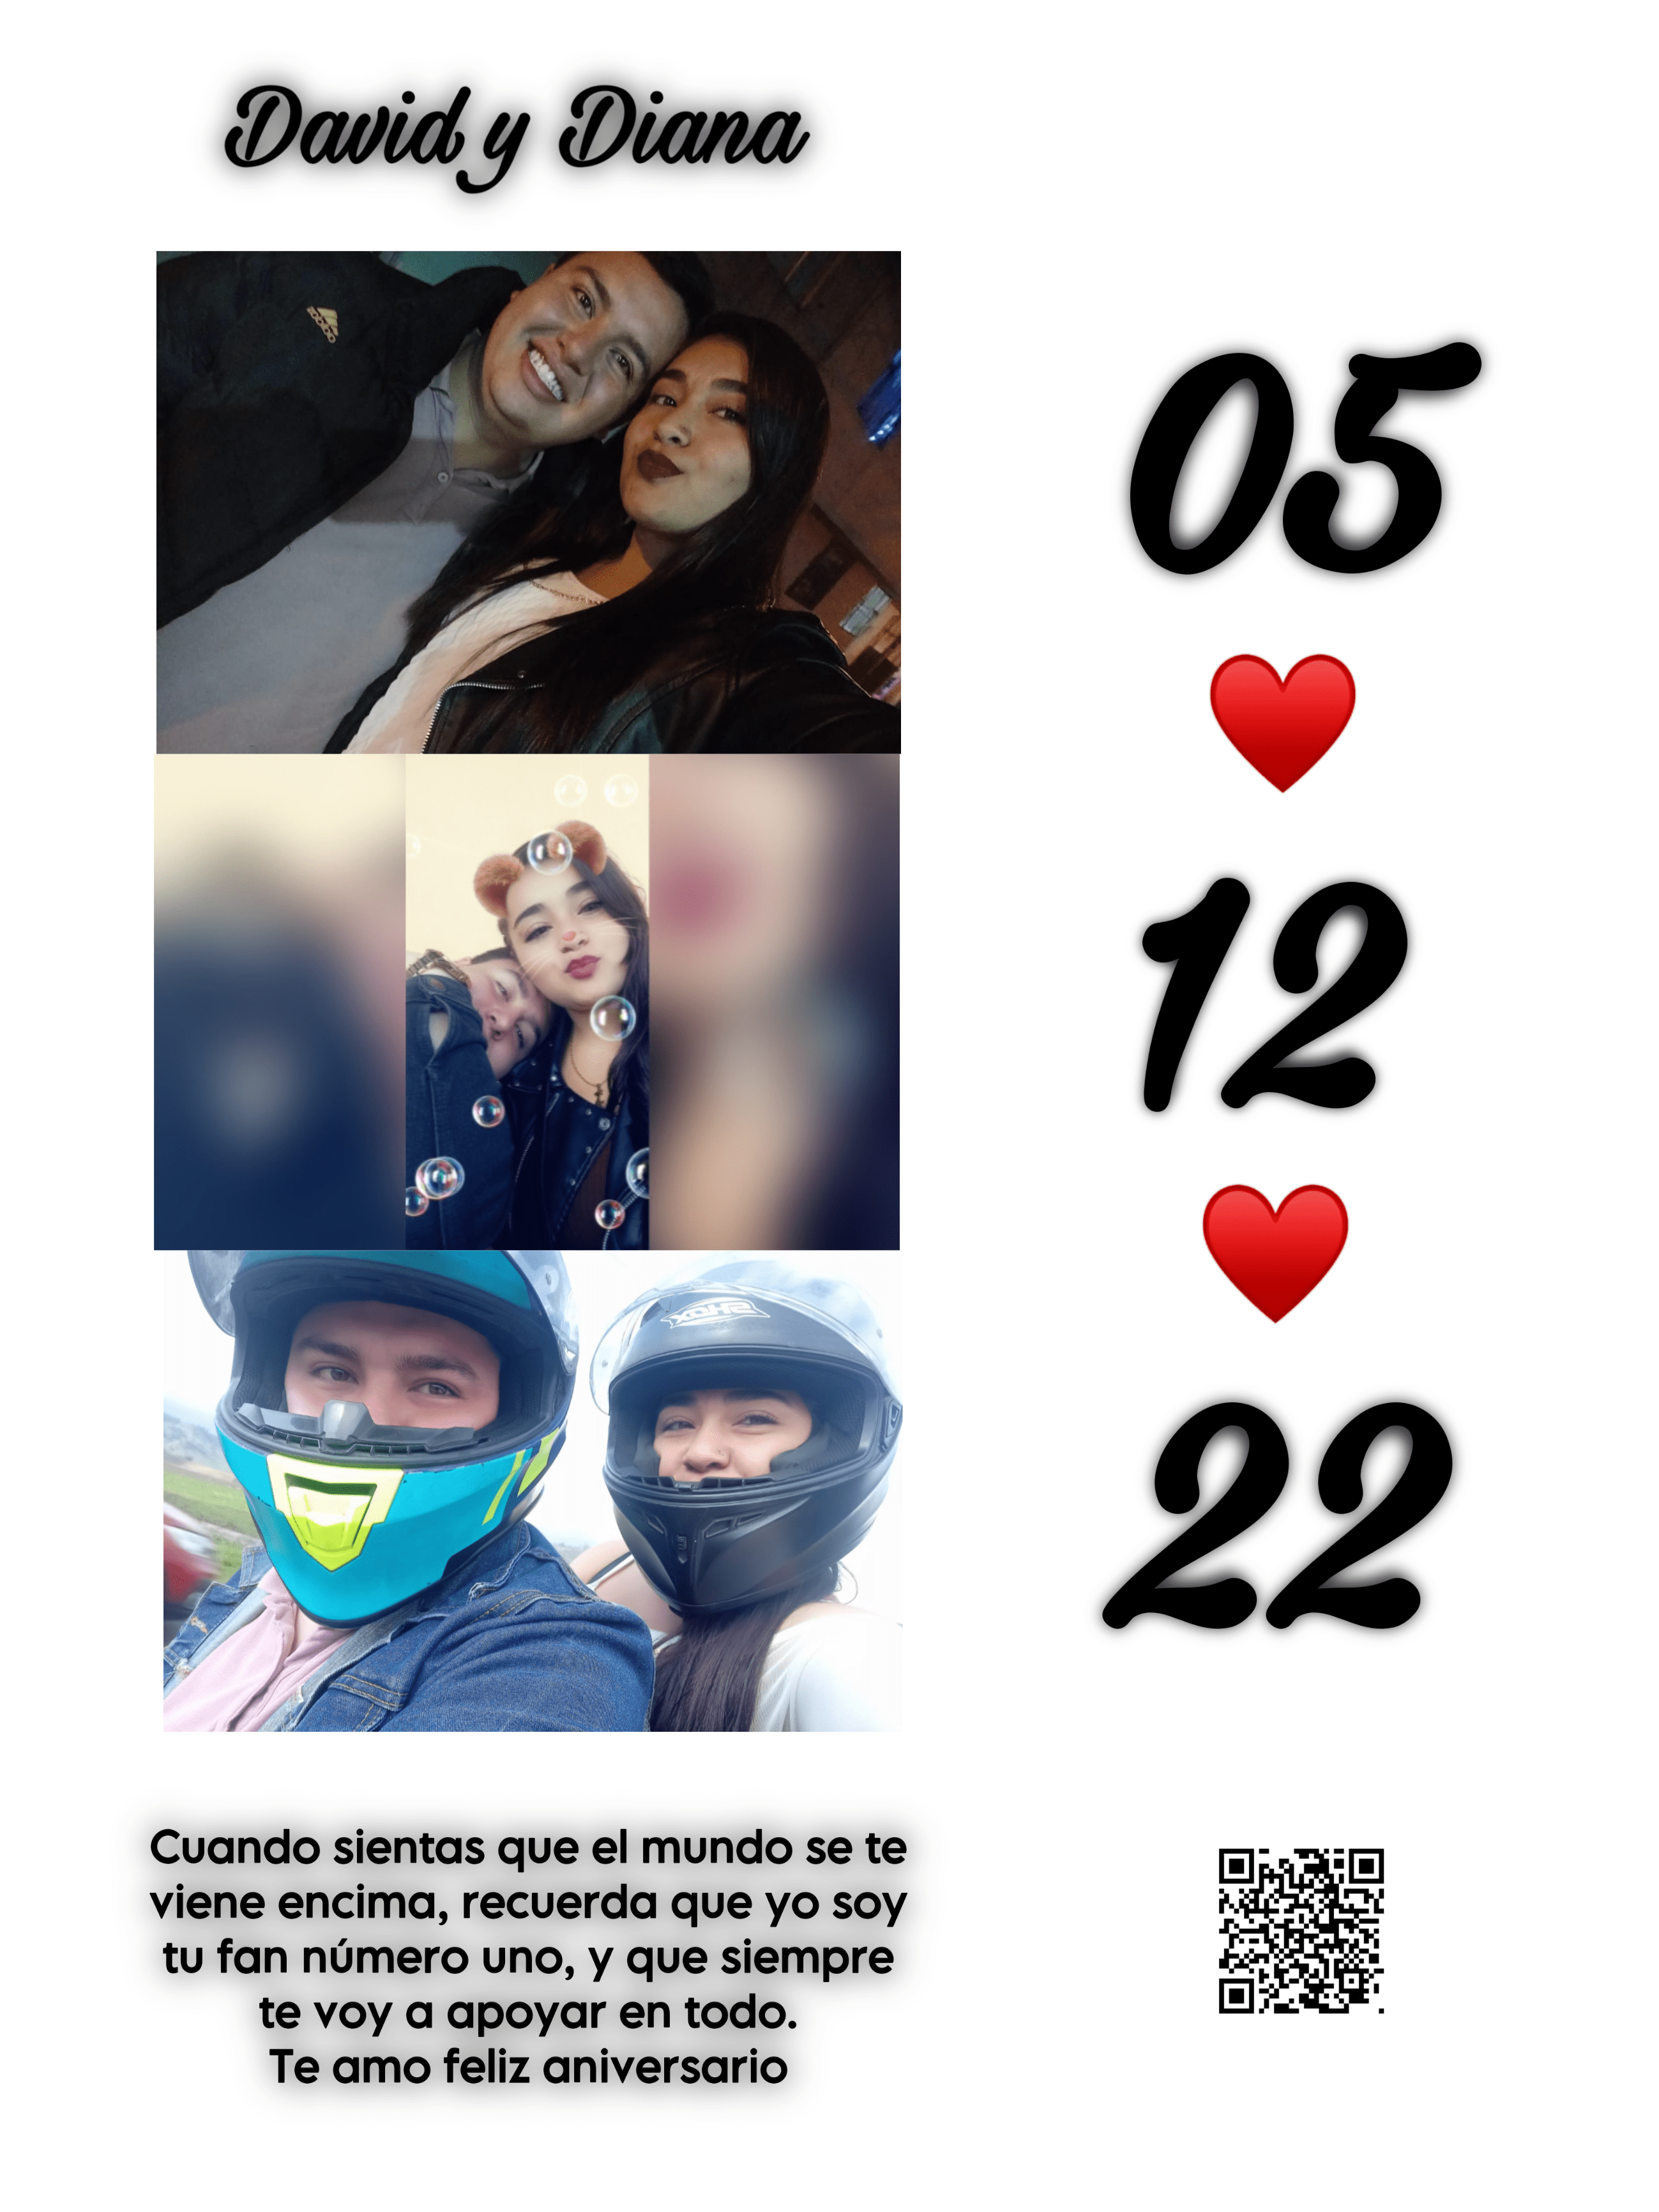 David y Diana
05
12
22
SHOX
Cuando sientas que el mundo se te
viene encima, recuerda que yo soy
tu fan número uno, y que siempre
te voy a apoyar en todo.
Te amo feliz aniversario